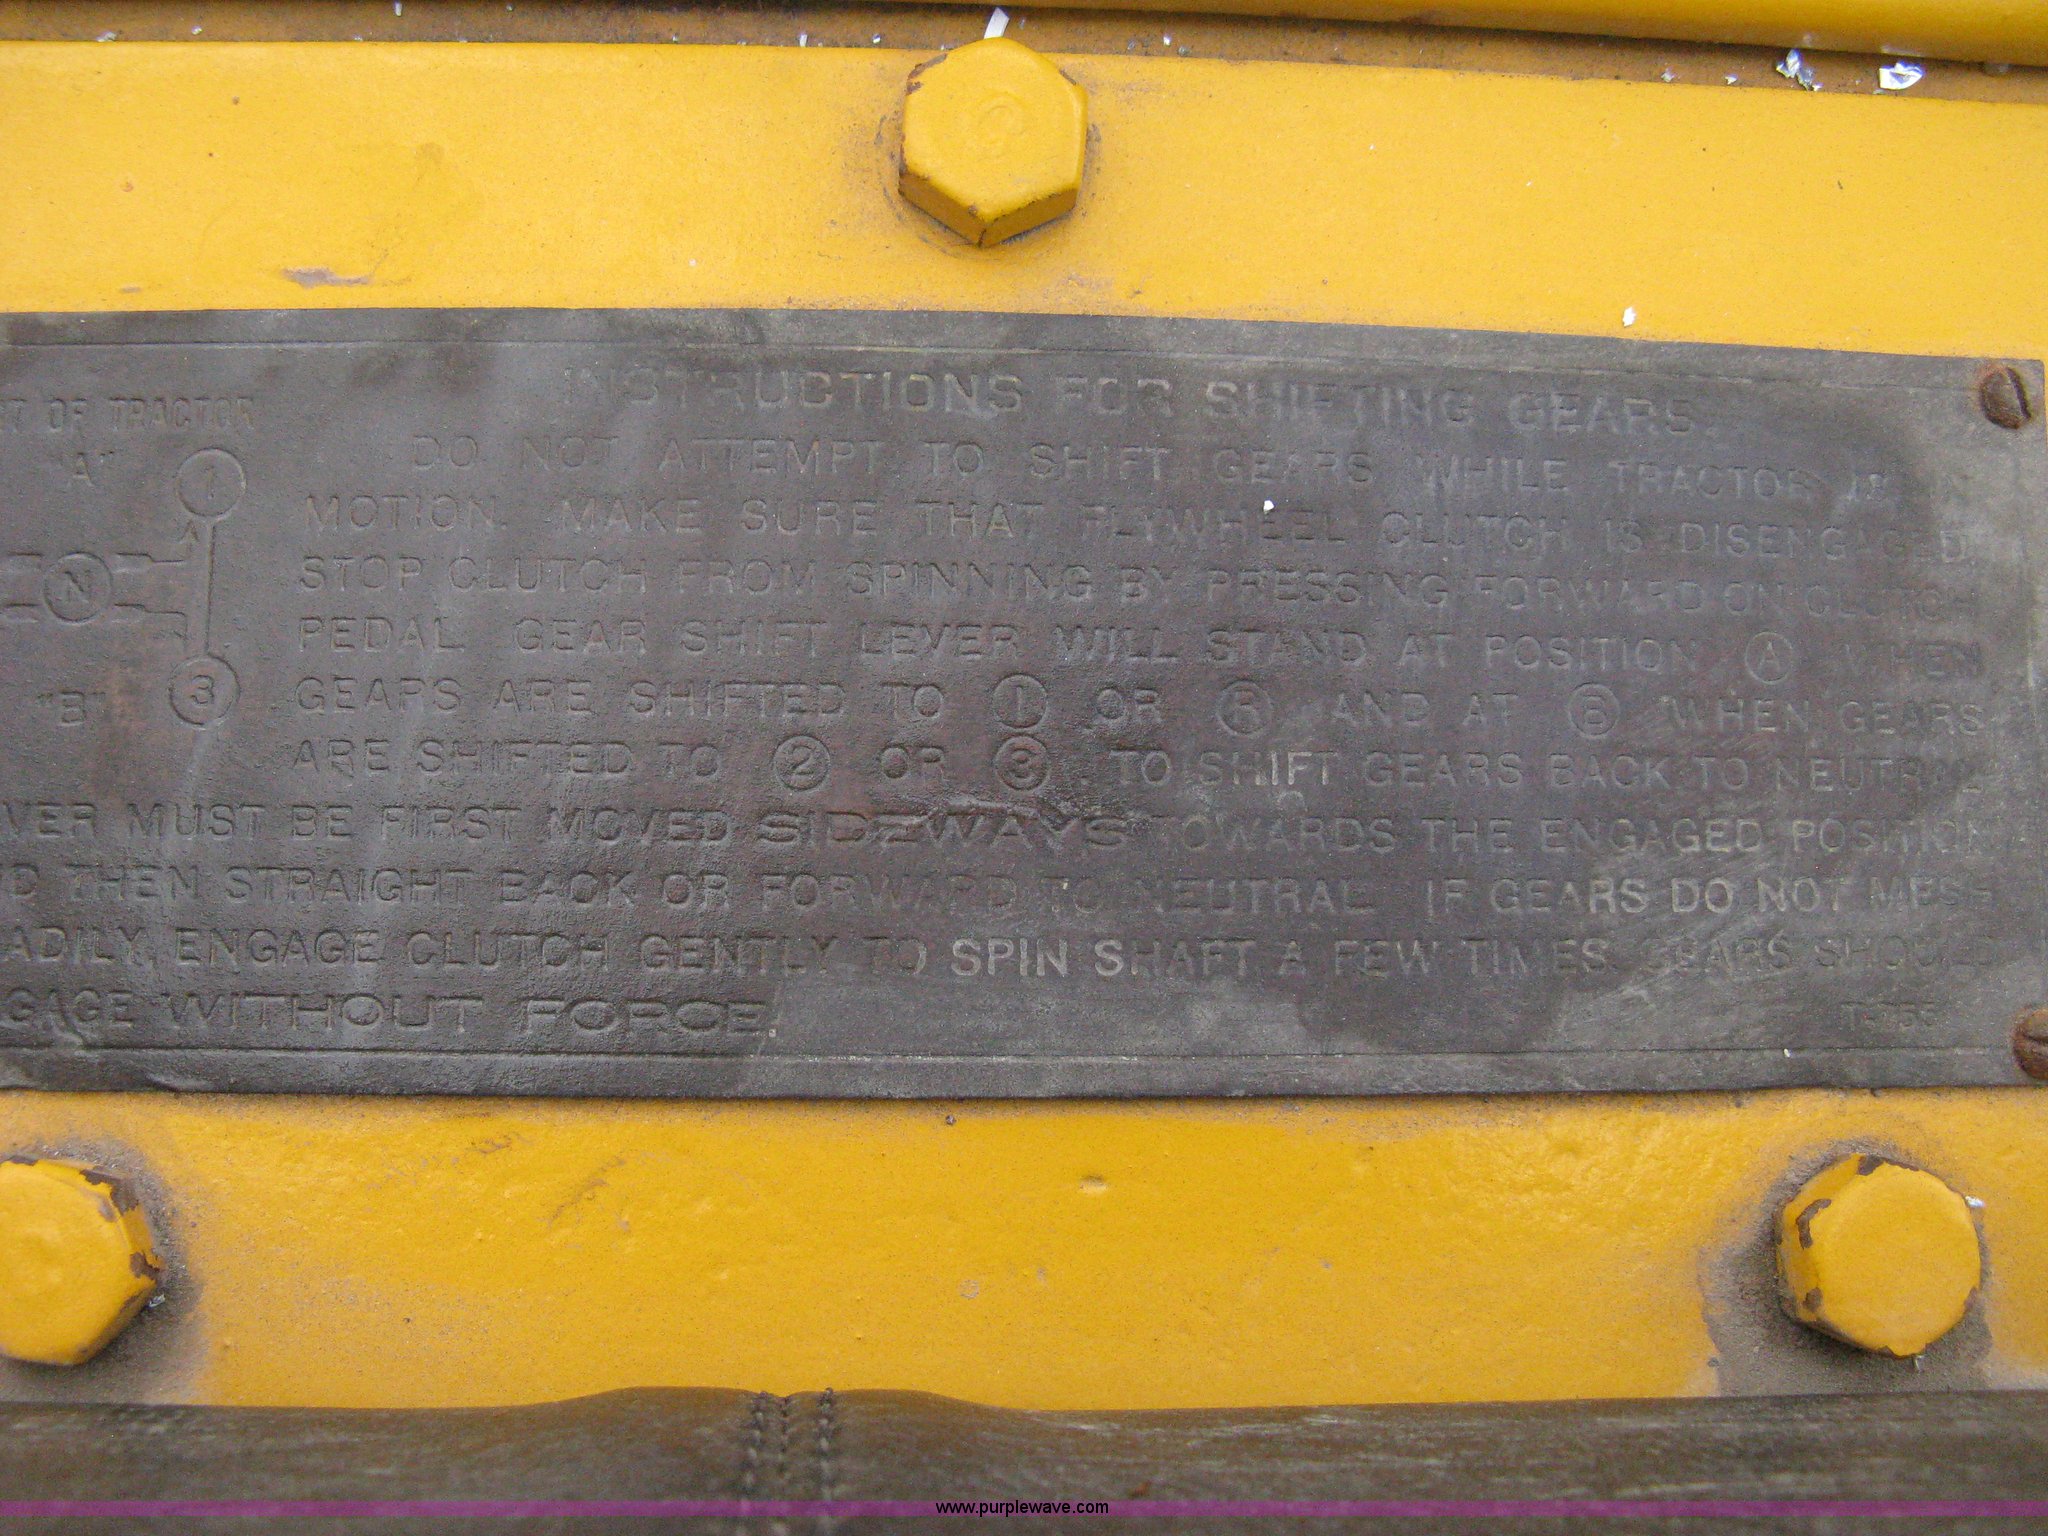 INSTRUCTIONS FOR SHIFTING GEARS.
OF TRACTOR
"A"
1
N
3
"B"
DO NOT ATTEMPT TO SHIFT GEARS WHILE TRACTOR IS IN
MOTION. MAKE SURE THAT FLYWHEEL CLUTCH IS DISENGAGED.
STOP CLUTCH FROM SPINNING BY PRESSING FORWARD ON CLUTCH
PEDAL. GEAR SHIFT LEVER WILL STAND AT POSITION A WHEN
GEARS ARE SHIFTED TO 1 OR R AND AT B WHEN GEARS
ARE SHIFTED TO 2 OR 3. TO SHIFT GEARS BACK TO NEUTRAL
VER MUST BE FIRST MOVED SIDEWAYS TOWARDS THE ENGAGED POSITION
D THEN STRAIGHT BACK OR FORWARD TO NEUTRAL. IF GEARS DO NOT MESH
ADILY, ENGAGE CLUTCH GENTLY TO SPIN SHAFT A FEW TIMES. GEARS SHOULD
GAGE WITHOUT FORCE.
www.purplewave.com